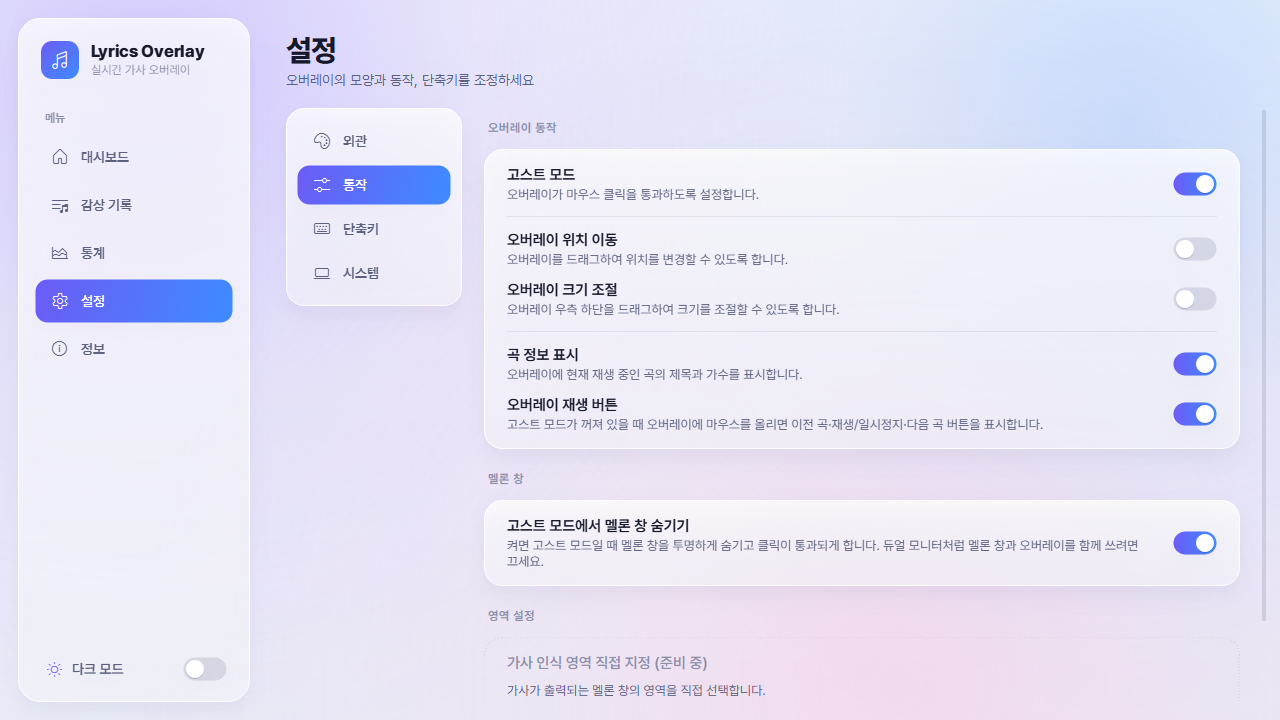 Lyrics Overlay
실시간 가사 오버레이
메뉴
대시보드
감상 기록
통계
설정
정보
다크 모드
설정
오버레이의 모양과 동작, 단축키를 조정하세요
외관
동작
단축키
시스템
오버레이 동작
고스트 모드
오버레이가 마우스 클릭을 통과하도록 설정합니다.
오버레이 위치 이동
오버레이를 드래그하여 위치를 변경할 수 있도록 합니다.
오버레이 크기 조절
오버레이 우측 하단을 드래그하여 크기를 조절할 수 있도록 합니다.
곡 정보 표시
오버레이에 현재 재생 중인 곡의 제목과 가수를 표시합니다.
오버레이 재생 버튼
고스트 모드가 꺼져 있을 때 오버레이에 마우스를 올리면 이전 곡·재생/일시정지·다음 곡 버튼을 표시합니다.
멜론 창
고스트 모드에서 멜론 창 숨기기
켜면 고스트 모드일 때 멜론 창을 투명하게 숨기고 클릭이 통과되게 합니다. 듀얼 모니터처럼 멜론 창과 오버레이를 함께 쓰려면
끄세요.
영역 설정
가사 인식 영역 직접 지정 (준비 중)
가사가 출력되는 멜론 창의 영역을 직접 선택합니다.